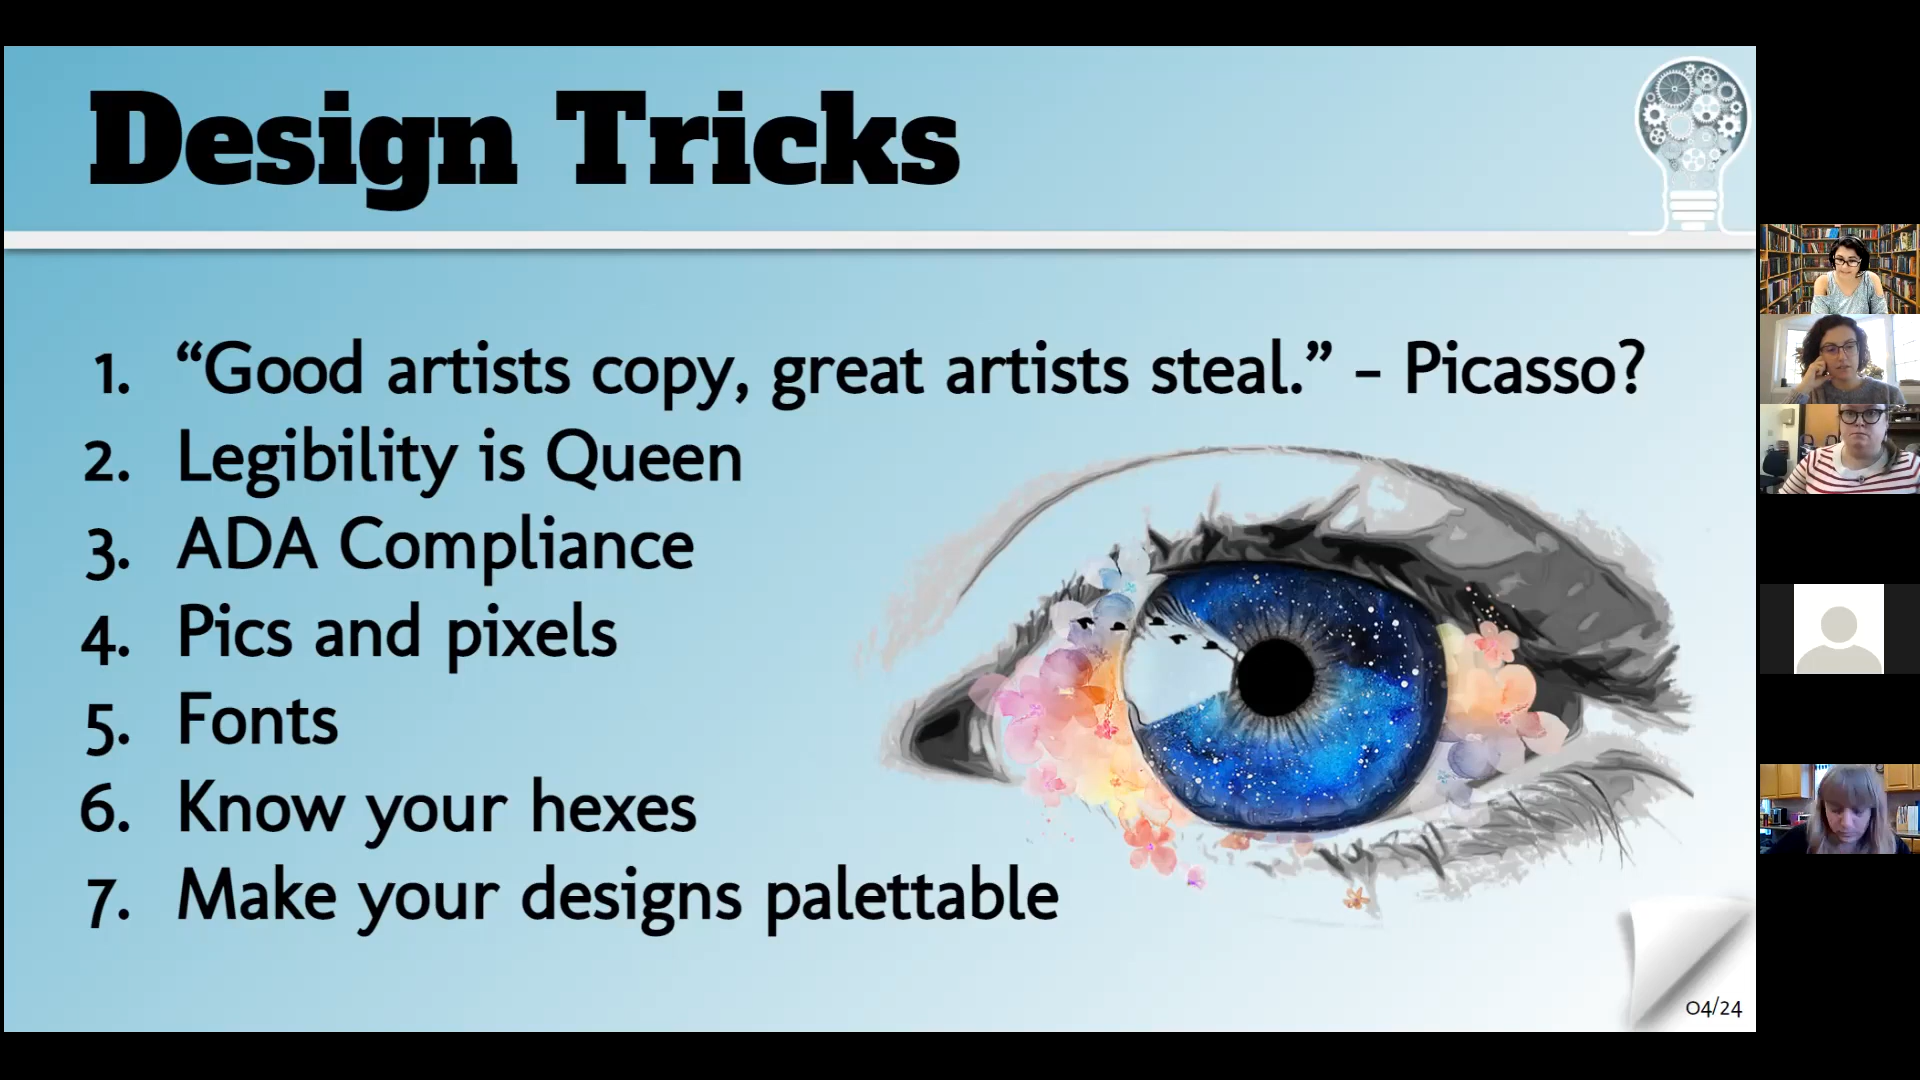 Design Tricks
1. “Good artists copy, great artists steal.” – Picasso?
2. Legibility is Queen
3. ADA Compliance
4. Pics and pixels
5. Fonts
6. Know your hexes
7. Make your designs palettable
04/24